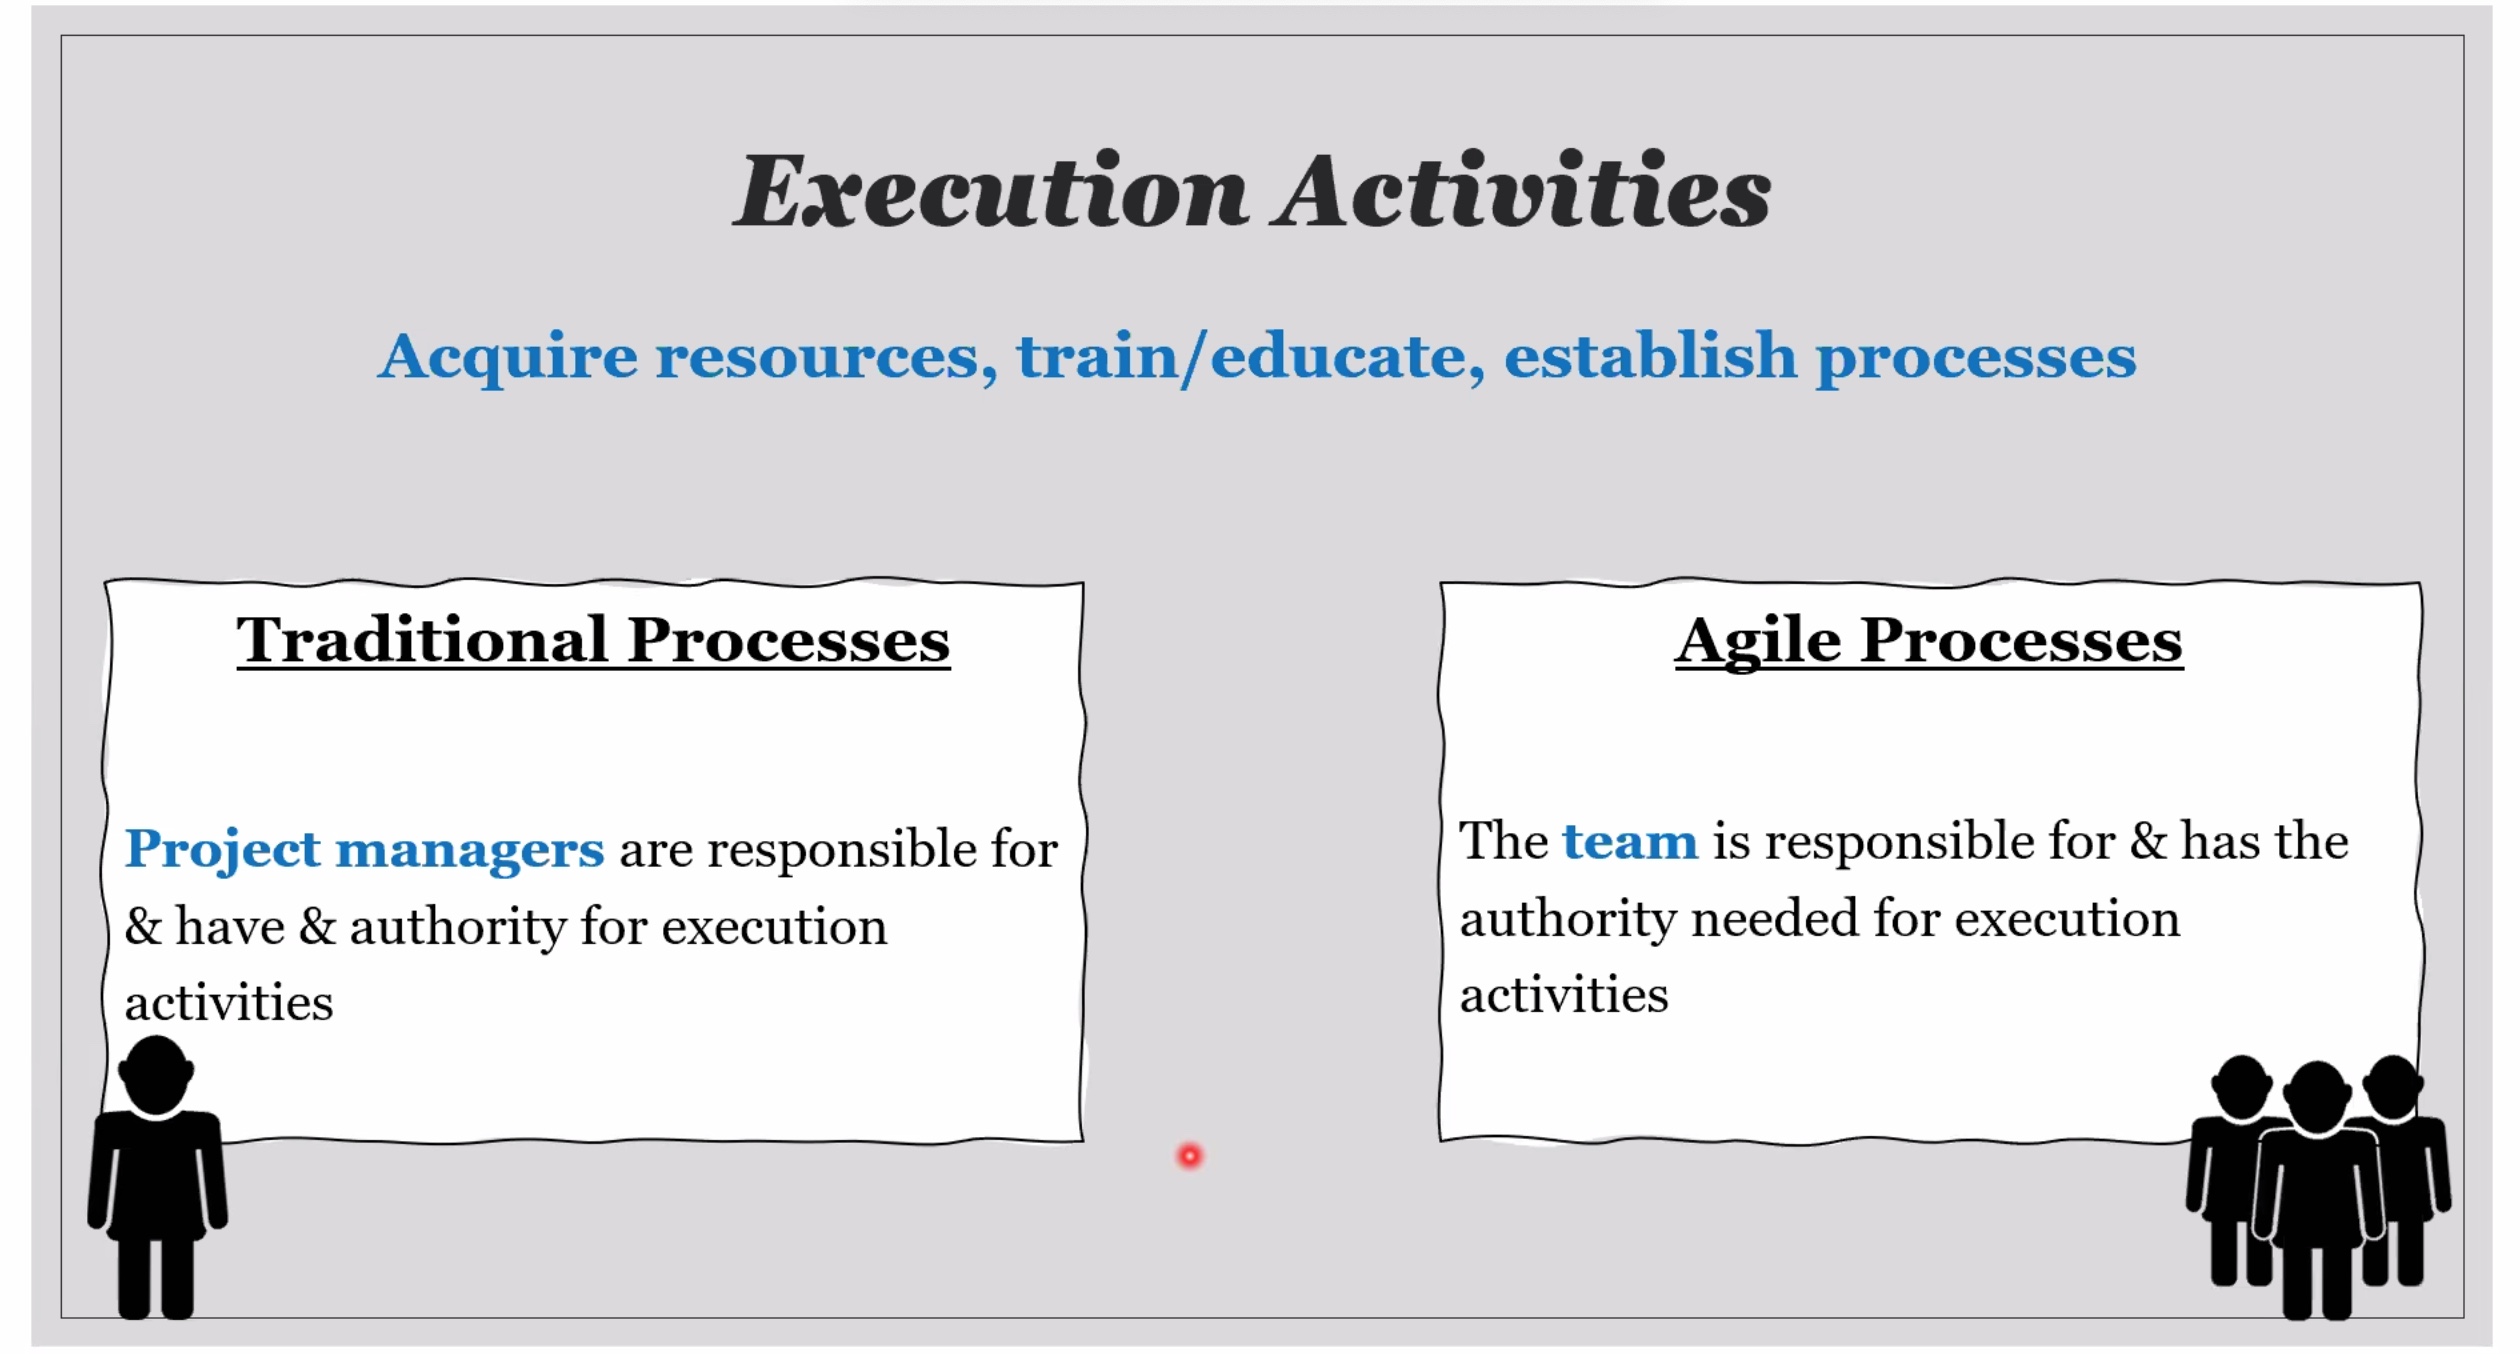 Execution Activities
Acquire resources, train/educate, establish processes
Traditional Processes
Project managers are responsible for
& have & authority for execution
activities
Agile Processes
The team is responsible for & has the
authority needed for execution
activities